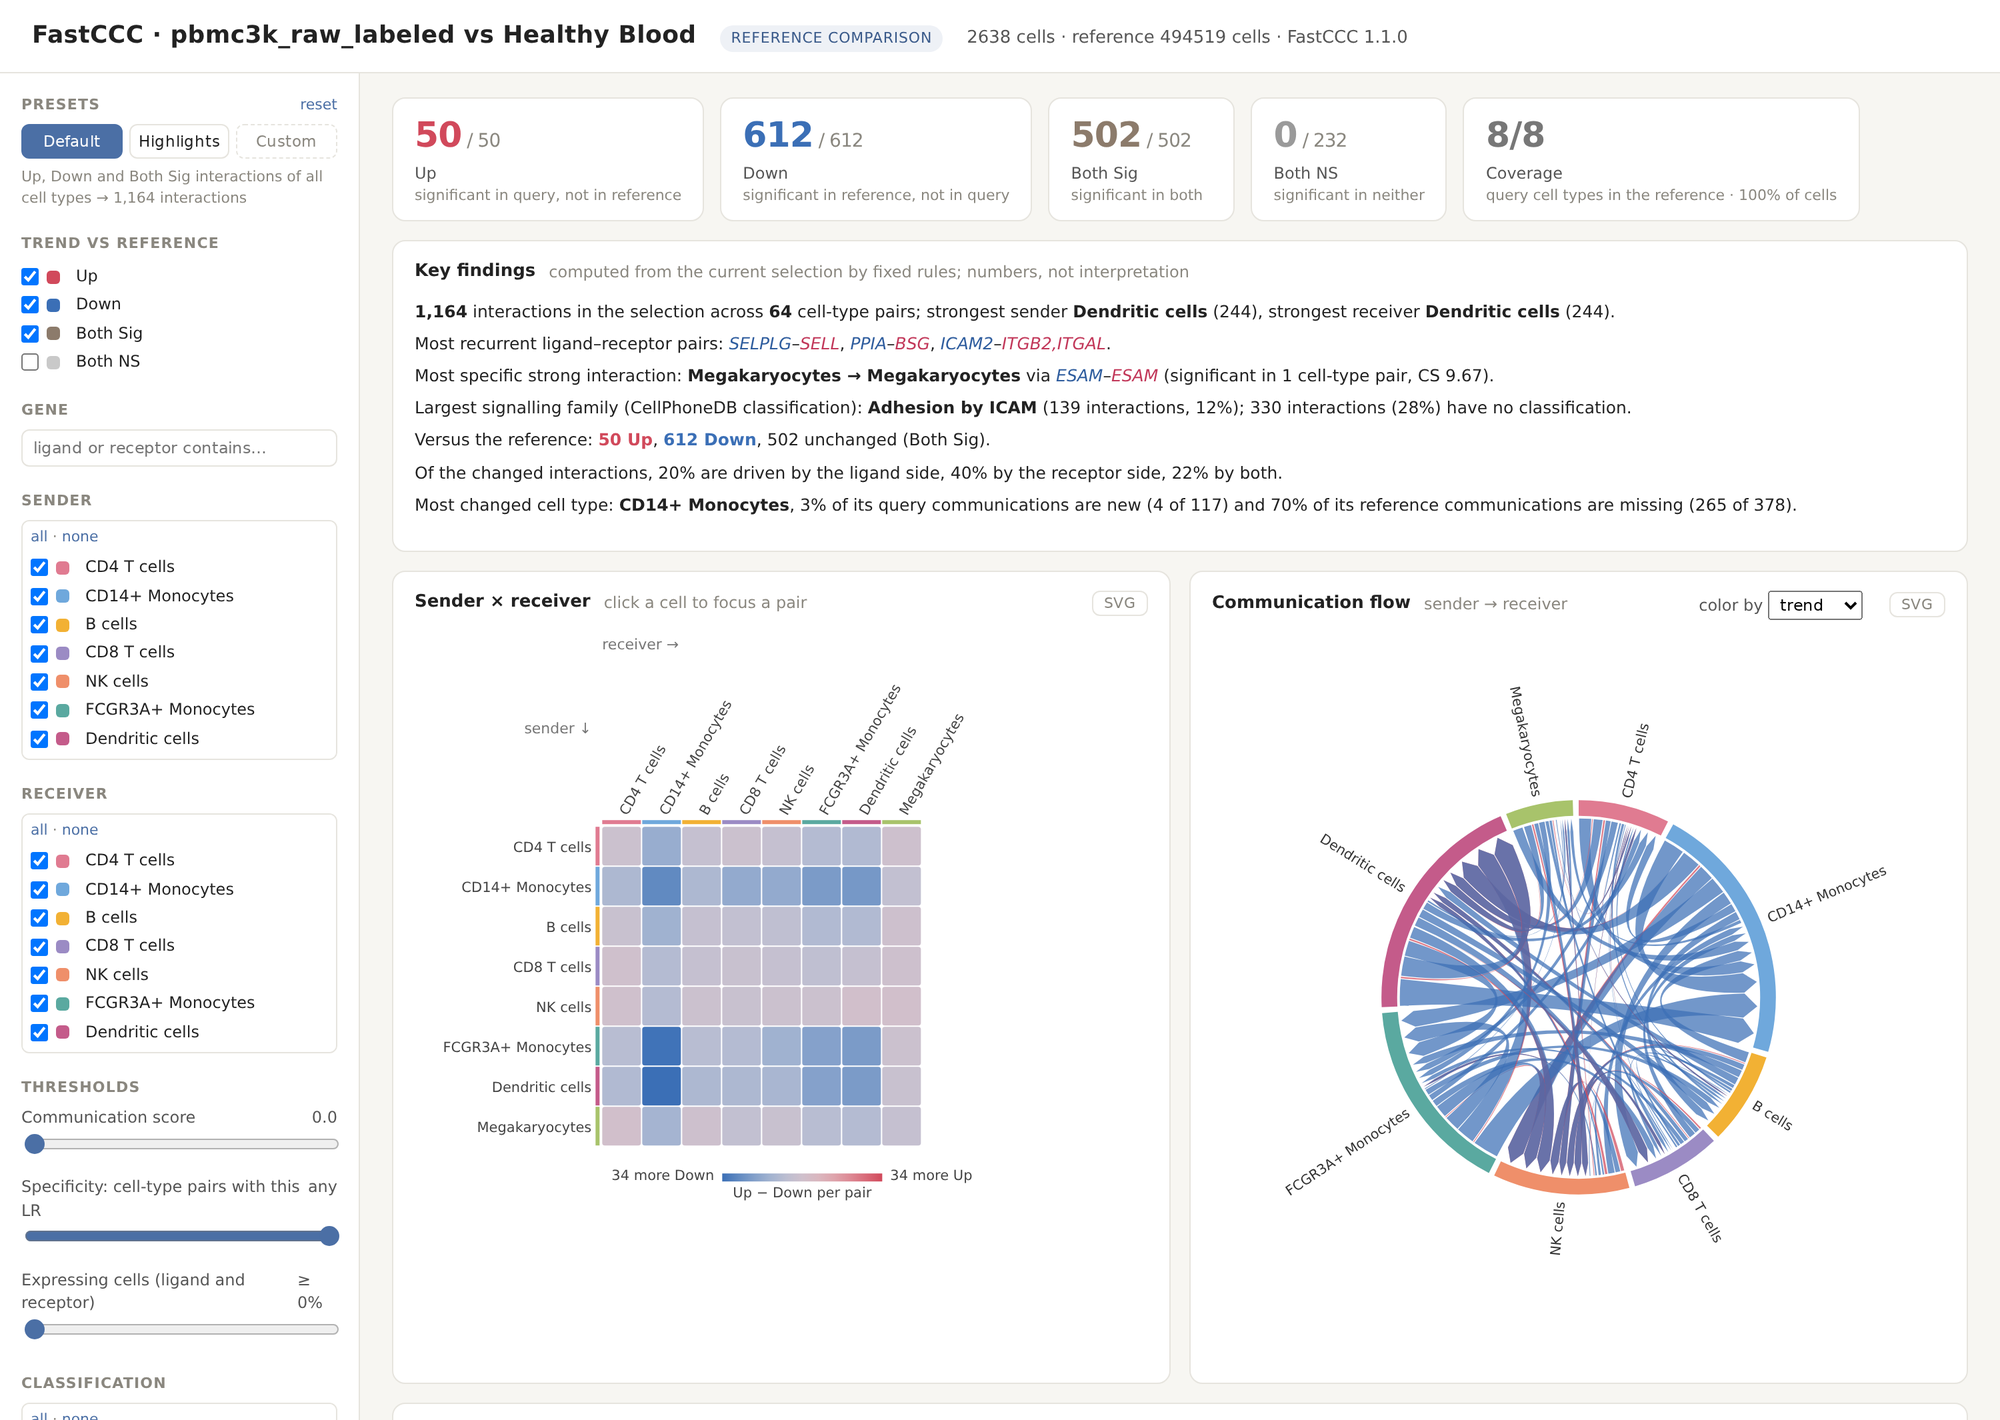 FastCCC · pbmc3k_raw_labeled vs Healthy Blood
REFERENCE COMPARISON
2638 cells · reference 494519 cells · FastCCC 1.1.0
PRESETS
reset
Default
Highlights
Custom
Up, Down and Both Sig interactions of all
cell types → 1,164 interactions
TREND VS REFERENCE
Up
Down
Both Sig
Both NS
GENE
ligand or receptor contains...
SENDER
all · none
CD4 T cells
CD14+ Monocytes
B cells
CD8 T cells
NK cells
FCGR3A+ Monocytes
Dendritic cells
RECEIVER
all · none
CD4 T cells
CD14+ Monocytes
B cells
CD8 T cells
NK cells
FCGR3A+ Monocytes
Dendritic cells
THRESHOLDS
Communication score 0.0
Specificity: cell-type pairs with this any
LR
Expressing cells (ligand and ≥
receptor) 0%
CLASSIFICATION
all · none
50 / 50
Up
significant in query, not in reference
612 / 612
Down
significant in reference, not in query
502 / 502
Both Sig
significant in both
0 / 232
Both NS
significant in neither
8/8
Coverage
query cell types in the reference · 100% of cells
Key findings computed from the current selection by fixed rules; numbers, not interpretation
1,164 interactions in the selection across 64 cell-type pairs; strongest sender Dendritic cells (244), strongest receiver Dendritic cells (244).
Most recurrent ligand–receptor pairs: SELPLG–SELL, PPIA–BSG, ICAM2–ITGB2,ITGAL.
Most specific strong interaction: Megakaryocytes → Megakaryocytes via ESAM–ESAM (significant in 1 cell-type pair, CS 9.67).
Largest signalling family (CellPhoneDB classification): Adhesion by ICAM (139 interactions, 12%); 330 interactions (28%) have no classification.
Versus the reference: 50 Up, 612 Down, 502 unchanged (Both Sig).
Of the changed interactions, 20% are driven by the ligand side, 40% by the receptor side, 22% by both.
Most changed cell type: CD14+ Monocytes, 3% of its query communications are new (4 of 117) and 70% of its reference communications are missing (265 of 378).
Sender × receiver click a cell to focus a pair
SVG
receiver →
sender ↓
CD4 T cells
CD14+ Monocytes
B cells
CD8 T cells
NK cells
FCGR3A+ Monocytes
Dendritic cells
Megakaryocytes
CD4 T cells
CD14+ Monocytes
B cells
CD8 T cells
NK cells
FCGR3A+ Monocytes
Dendritic cells
Megakaryocytes
34 more Down
34 more Up
Up − Down per pair
Communication flow sender → receiver
color by trend
SVG
Megakaryocytes
CD4 T cells
Dendritic cells
CD14+ Monocytes
B cells
FCGR3A+ Monocytes
CD8 T cells
NK cells